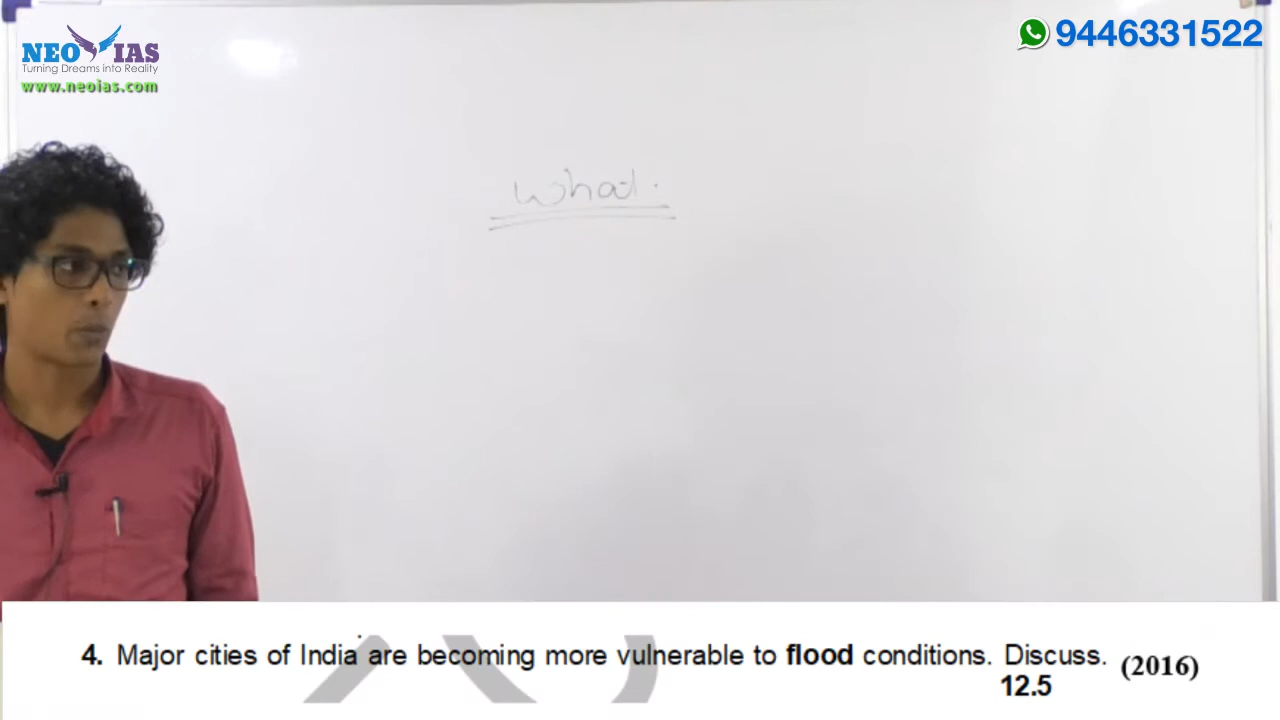 NEO IAS
Turning Dreams into Reality
www.neoias.com
9446331522
What.
4. Major cities of India are becoming more vulnerable to flood conditions. Discuss. (2016)
12.5